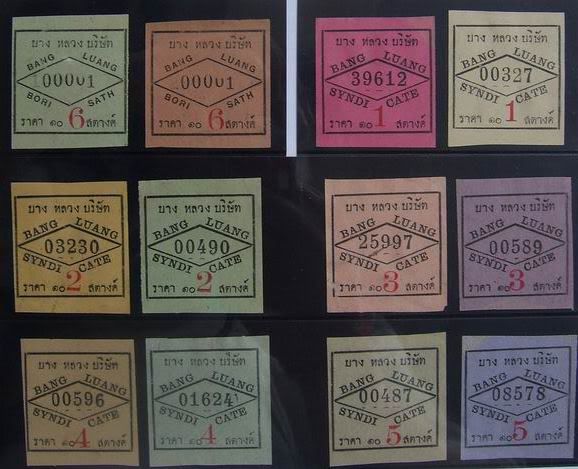 บาง หลวง บริษัท
BANG LUANG
00001
BORI SATH
ราคา ๑๐ 6 สตางค์
บาง หลวง บริษัท
BANG LUANG
00001
BORI SATH
ราคา ๑๐ 6 สตางค์
บาง หลวง บริษัท
BANG LUANG
39612
SYNDI CATE
ราคา ๑๐ 1 สตางค์
บาง หลวง บริษัท
BANG LUANG
00327
SYNDI CATE
ราคา ๑๐ 1 สตางค์
บาง หลวง บริษัท
BANG LUANG
03230
SYNDI CATE
ราคา ๑๐ 2 สตางค์
บาง หลวง บริษัท
BANG LUANG
00490
SYNDI CATE
ราคา ๑๐ 2 สตางค์
บาง หลวง บริษัท
BANG LUANG
25997
SYNDI CATE
ราคา ๑๐ 3 สตางค์
บาง หลวง บริษัท
BANG LUANG
00589
SYNDI CATE
ราคา ๑๐ 3 สตางค์
บาง หลวง บริษัท
BANG LUANG
00596
SYNDI CATE
ราคา ๑๐ 4 สตางค์
บาง หลวง บริษัท
BANG LUANG
01624
SYNDI CATE
ราคา ๑๐ 4 สตางค์
บาง หลวง บริษัท
BANG LUANG
00487
SYNDI CATE
ราคา ๑๐ 5 สตางค์
บาง หลวง บริษัท
BANG LUANG
08578
SYNDI CATE
ราคา ๑๐ 5 สตางค์